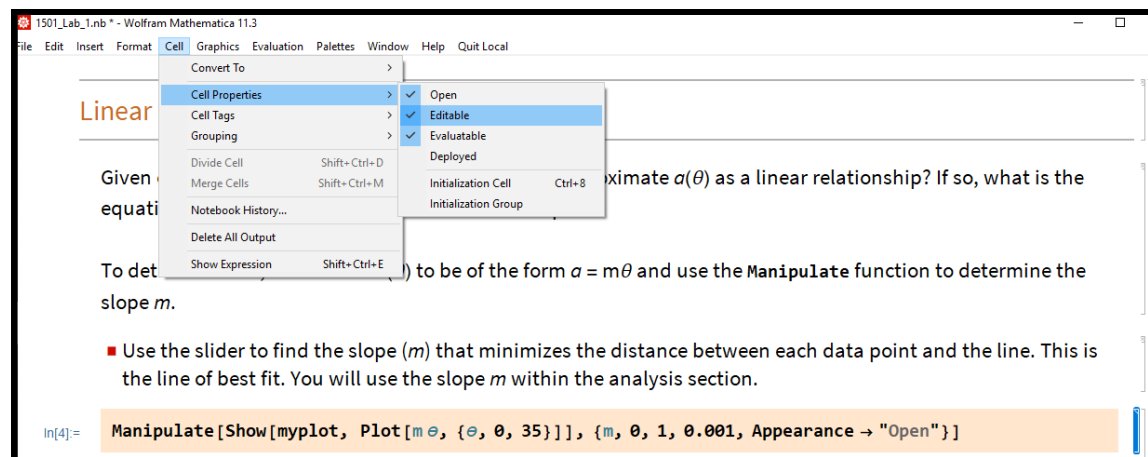 1501_Lab_1.nb * - Wolfram Mathematica 11.3
File Edit Insert Format Cell Graphics Evaluation Palettes Window Help Quit Local
Convert To >
Cell Properties >
Cell Tags >
Grouping >
Divide Cell Shift+Ctrl+D
Merge Cells Shift+Ctrl+M
Notebook History...
Delete All Output
Show Expression Shift+Ctrl+E
✓ Open
✓ Editable
✓ Evaluatable
Deployed
Initialization Cell Ctrl+8
Initialization Group
Linear
Given
ximate a(θ) as a linear relationship? If so, what is the
equati
To det
) to be of the form a = mθ and use the Manipulate function to determine the
slope m.
■ Use the slider to find the slope (m) that minimizes the distance between each data point and the line. This is
the line of best fit. You will use the slope m within the analysis section.
In[4]:= Manipulate[Show[myplot, Plot[m θ, {θ, 0, 35}]], {m, 0, 1, 0.001, Appearance → "Open"}]